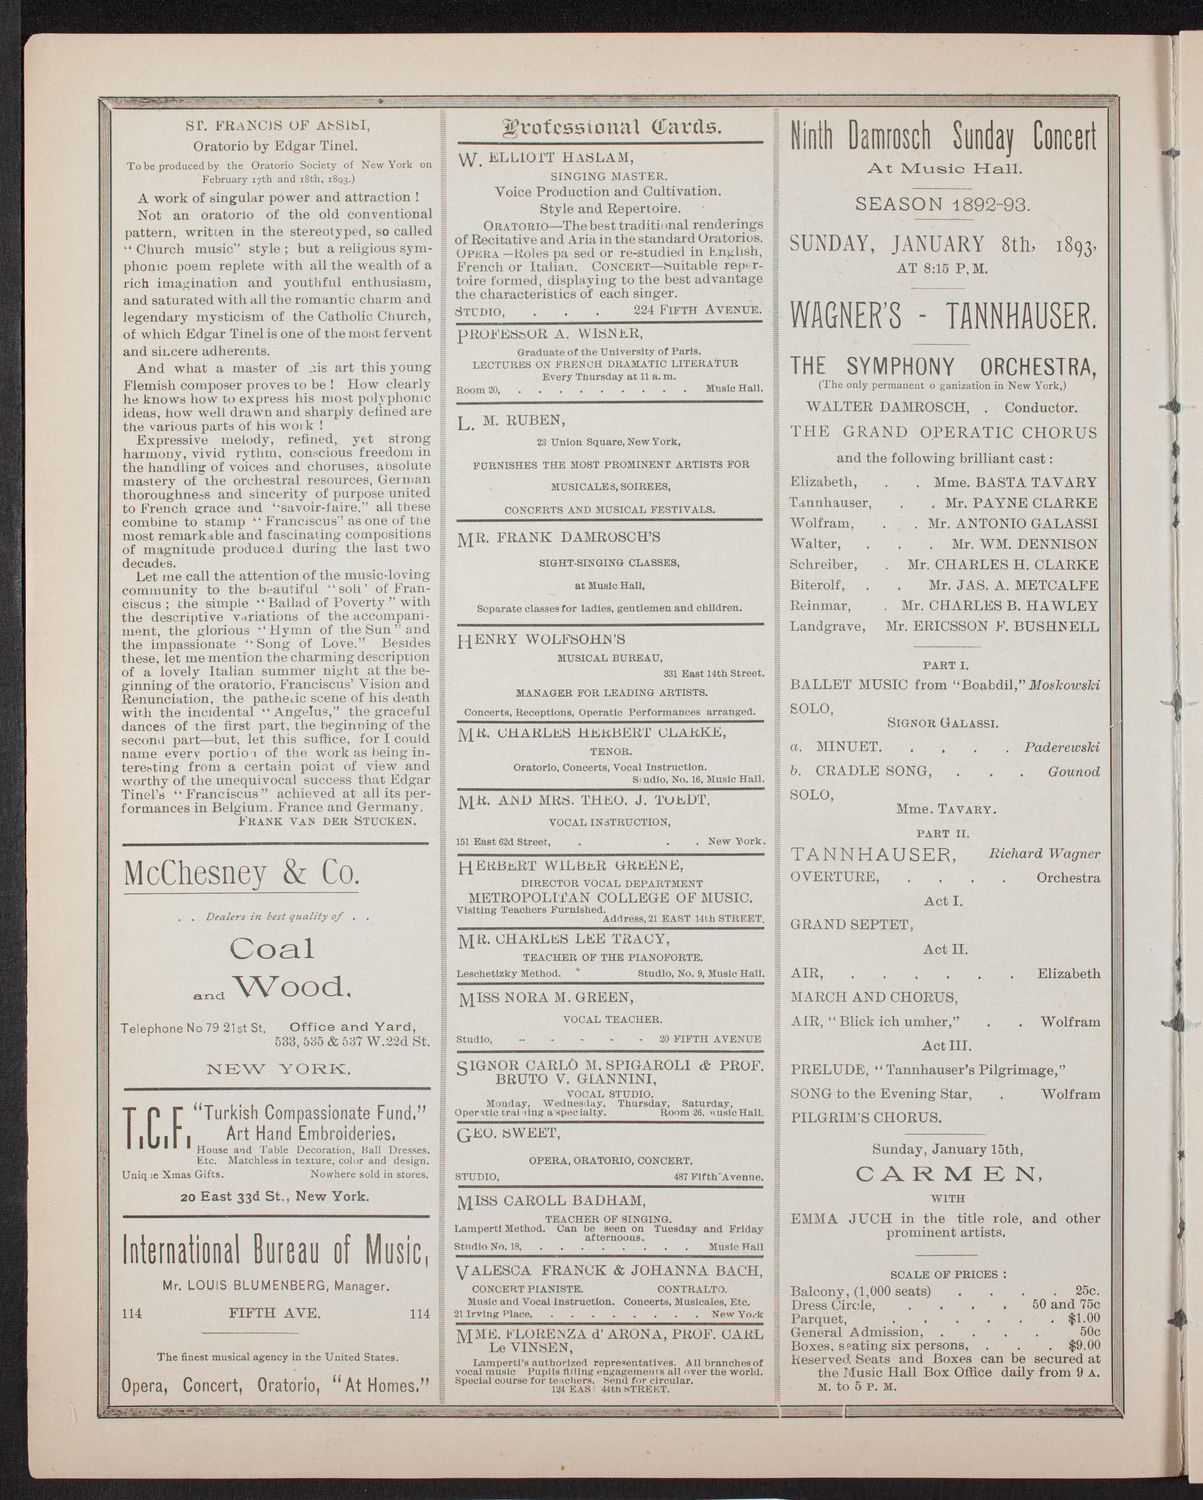 ST. FRANCIS OF ASSISI,
Oratorio by Edgar Tinel.
To be produced by the Oratorio Society of New York on
February 17th and 18th, 1893.)
A work of singular power and attraction !
Not an oratorio of the old conventional
pattern, written in the stereotyped, so called
"Church music" style ; but a religious sym-
phonic poem replete with all the wealth of a
rich imagination and youthful enthusiasm,
and saturated with all the romantic charm and
legendary mysticism of the Catholic Church,
of which Edgar Tinel is one of the most fervent
and sincere adherents.
And what a master of his art this young
Flemish composer proves to be ! How clearly
he knows how to express his most polyphonic
ideas, how well drawn and sharply defined are
the various parts of his work !
Expressive melody, refined, yet strong
harmony, vivid rythm, conscious freedom in
the handling of voices and choruses, absolute
mastery of the orchestral resources, German
thoroughness and sincerity of purpose united
to French grace and "savoir-faire," all these
combine to stamp "Franciscus" as one of the
most remarkable and fascinating compositions
of magnitude produced during the last two
decades.
Let me call the attention of the music-loving
community to the beautiful "soli' of Fran-
ciscus ; the simple "Ballad of Poverty" with
the descriptive variations of the accompani-
ment, the glorious "Hymn of the Sun" and
the impassionate "Song of Love." Besides
these, let me mention the charming description
of a lovely Italian summer night at the be-
ginning of the oratorio, Franciscus' Vision and
Renunciation, the pathetic scene of his death
with the incidental "Angelus," the graceful
dances of the first part, the beginning of the
second part—but, let this suffice, for I could
name every portion of the work as being in-
teresting from a certain point of view and
worthy of the unequivocal success that Edgar
Tinel's "Franciscus" achieved at all its per-
formances in Belgium, France and Germany.
FRANK VAN DER STUCKEN.
McChesney & Co.
. . Dealers in best quality of . .
Coal
and Wood.
Telephone No 79 21st St. Office and Yard,
533, 535 & 537 W. 22d St.
NEW YORK.
T.C.F. "Turkish Compassionate Fund."
Art Hand Embroideries.
House and Table Decoration, Ball Dresses,
Etc. Matchless in texture, color and design.
Unique Xmas Gifts. Nowhere sold in stores.
20 East 33d St., New York.
International Bureau of Music,
Mr. LOUIS BLUMENBERG, Manager.
114 FIFTH AVE. 114
The finest musical agency in the United States.
Opera, Concert, Oratorio, "At Homes."
Professional Cards.
W. ELLIOTT HASLAM,
SINGING MASTER.
Voice Production and Cultivation.
Style and Repertoire.
ORATORIO—The best traditional renderings
of Recitative and Aria in the standard Oratorios.
OPERA—Roles pa sed or re-studied in English,
French or Italian. CONCERT—Suitable reper-
toire formed, displaying to the best advantage
the characteristics of each singer.
STUDIO, . . . 224 FIFTH AVENUE.
PROFESSOR A. WISNER,
Graduate of the University of Paris.
LECTURES ON FRENCH DRAMATIC LITERATUR
Every Thursday at 11 a. m.
Room 20, . . . . . . . . . Music Hall.
L. M. RUBEN,
23 Union Square, New York,
FURNISHES THE MOST PROMINENT ARTISTS FOR
MUSICALES, SOIREES,
CONCERTS AND MUSICAL FESTIVALS.
MR. FRANK DAMROSCH'S
SIGHT-SINGING CLASSES,
at Music Hall,
Separate classes for ladies, gentlemen and children.
HENRY WOLFSOHN'S
MUSICAL BUREAU,
331 East 14th Street.
MANAGER FOR LEADING ARTISTS.
Concerts, Receptions, Operatic Performances arranged.
MR. CHARLES HERBERT CLARKE,
TENOR.
Oratorio, Concerts, Vocal Instruction.
Studio, No. 16, Music Hall.
MR. AND MRS. THEO. J. TOEDT,
VOCAL INSTRUCTION,
151 East 62d Street, . . . New York.
HERBERT WILBER GREENE,
DIRECTOR VOCAL DEPARTMENT
METROPOLITAN COLLEGE OF MUSIC.
Visiting Teachers Furnished.
Address, 21 EAST 14th STREET.
MR. CHARLES LEE TRACY,
TEACHER OF THE PIANOFORTE.
Leschetizky Method. Studio, No. 9, Music Hall.
MISS NORA M. GREEN,
VOCAL TEACHER.
Studio, - - - - - 20 FIFTH AVENUE
SIGNOR CARLO M. SPIGAROLI & PROF.
BRUTO V. GIANNINI,
VOCAL STUDIO.
Monday, Wednesday, Thursday, Saturday,
Operatic training a specialty. Room 26, Music Hall.
GEO. SWEET,
OPERA, ORATORIO, CONCERT.
STUDIO, 487 Fifth Avenue.
MISS CAROLL BADHAM,
TEACHER OF SINGING.
Lamperti Method. Can be seen on Tuesday and Friday
afternoons.
Studio No. 18, . . . . . . . . Music Hall
VALESCA FRANCK & JOHANNA BACH,
CONCERT PIANISTE. CONTRALTO.
Music and Vocal Instruction. Concerts, Musicales, Etc.
21 Irving Place. . . . . . . . . New York
MME. FLORENZA d' ARONA, PROF. CARL
Le VINSEN,
Lamperti's authorized representatives. All branches of
vocal music Pupils filling engagements all over the world.
Special course for teachers. Send for circular.
124 EAST 44th STREET.
Ninth Damrosch Sunday Concert
At Music Hall.
SEASON 1892-93.
SUNDAY, JANUARY 8th, 1893,
AT 8:15 P.M.
WAGNER'S - TANNHAUSER.
THE SYMPHONY ORCHESTRA,
(The only permanent o ganization in New York,)
WALTER DAMROSCH, . Conductor.
THE GRAND OPERATIC CHORUS
and the following brilliant cast :
Elizabeth, . . Mme. BASTA TAVARY
Tannhauser, . . Mr. PAYNE CLARKE
Wolfram, . . Mr. ANTONIO GALASSI
Walter, . . . Mr. WM. DENNISON
Schreiber, . Mr. CHARLES H. CLARKE
Biterolf, . . Mr. JAS. A. METCALFE
Reinmar, . Mr. CHARLES B. HAWLEY
Landgrave, Mr. ERICSSON F. BUSHNELL
PART I.
BALLET MUSIC from "Boabdil," Moskowski
SOLO,
SIGNOR GALASSI.
a. MINUET. . . . . Paderewski
b. CRADLE SONG, . . . Gounod
SOLO,
Mme. TAVARY.
PART II.
TANNHAUSER, Richard Wagner
OVERTURE, . . . . Orchestra
Act I.
GRAND SEPTET,
Act II.
AIR, . . . . . . Elizabeth
MARCH AND CHORUS,
AIR, "Blick ich umher," . . Wolfram
Act III.
PRELUDE, "Tannhauser's Pilgrimage,"
SONG to the Evening Star, . Wolfram
PILGRIM'S CHORUS.
Sunday, January 15th,
CARMEN,
WITH
EMMA JUCH in the title role, and other
prominent artists.
SCALE OF PRICES :
Balcony, (1,000 seats) . . . . 25c.
Dress Circle, . . . 50 and 75c
Parquet, . . . . . . $1.00
General Admission, . . . . 50c
Boxes, seating six persons, . . . $9.00
Reserved Seats and Boxes can be secured at
the Music Hall Box Office daily from 9 A.
M. to 5 P. M.